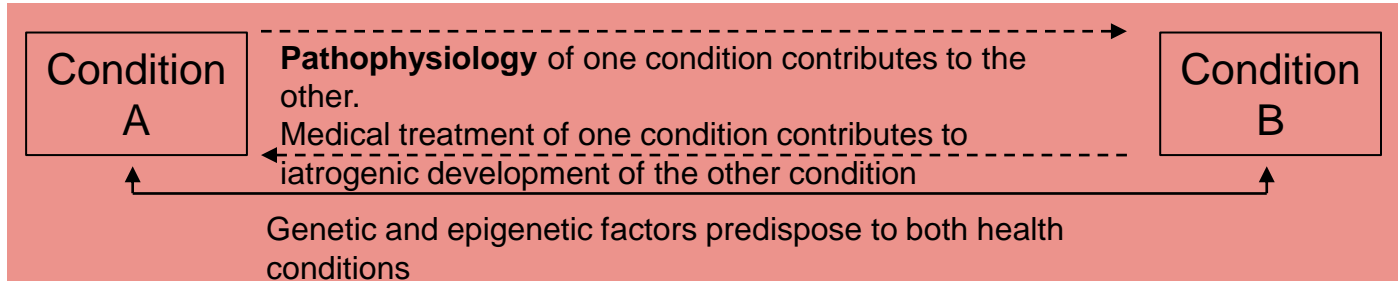 Condition
A
Pathophysiology of one condition contributes to the
other.
Medical treatment of one condition contributes to
iatrogenic development of the other condition
Genetic and epigenetic factors predispose to both health
conditions
Condition
B